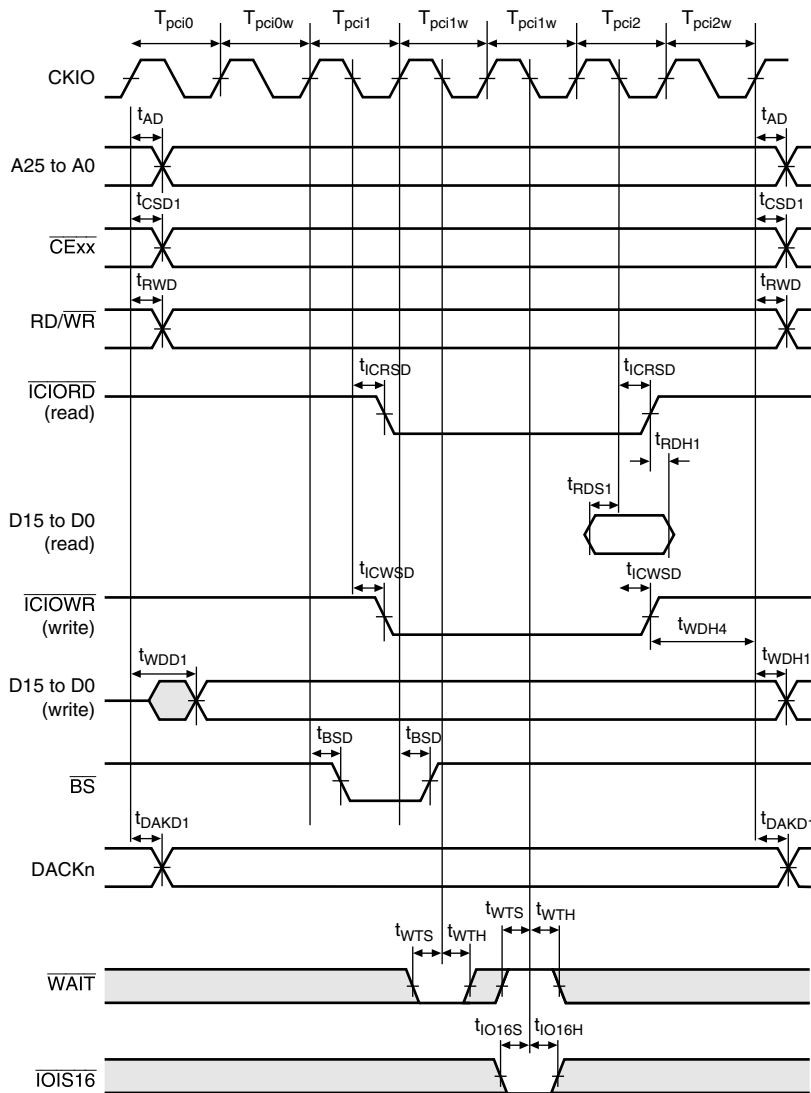 Tpci0 Tpci0w Tpci1 Tpci1w Tpci1w Tpci2 Tpci2w
CKIO
tAD tAD
A25 to A0
tCSD1 tCSD1
CExx
tRWD tRWD
RD/WR
tICRSD tICRSD
ICIORD
(read)
tRDH1
tRDS1
D15 to D0
(read)
tICWSD tICWSD
ICIOWR
(write)
tWDH4
tWDD1 tWDH1
D15 to D0
(write)
tBSD tBSD
BS
tDAKD1 tDAKD1
DACKn
tWTS tWTH
tWTS tWTH
WAIT
tIO16S tIO16H
IOIS16